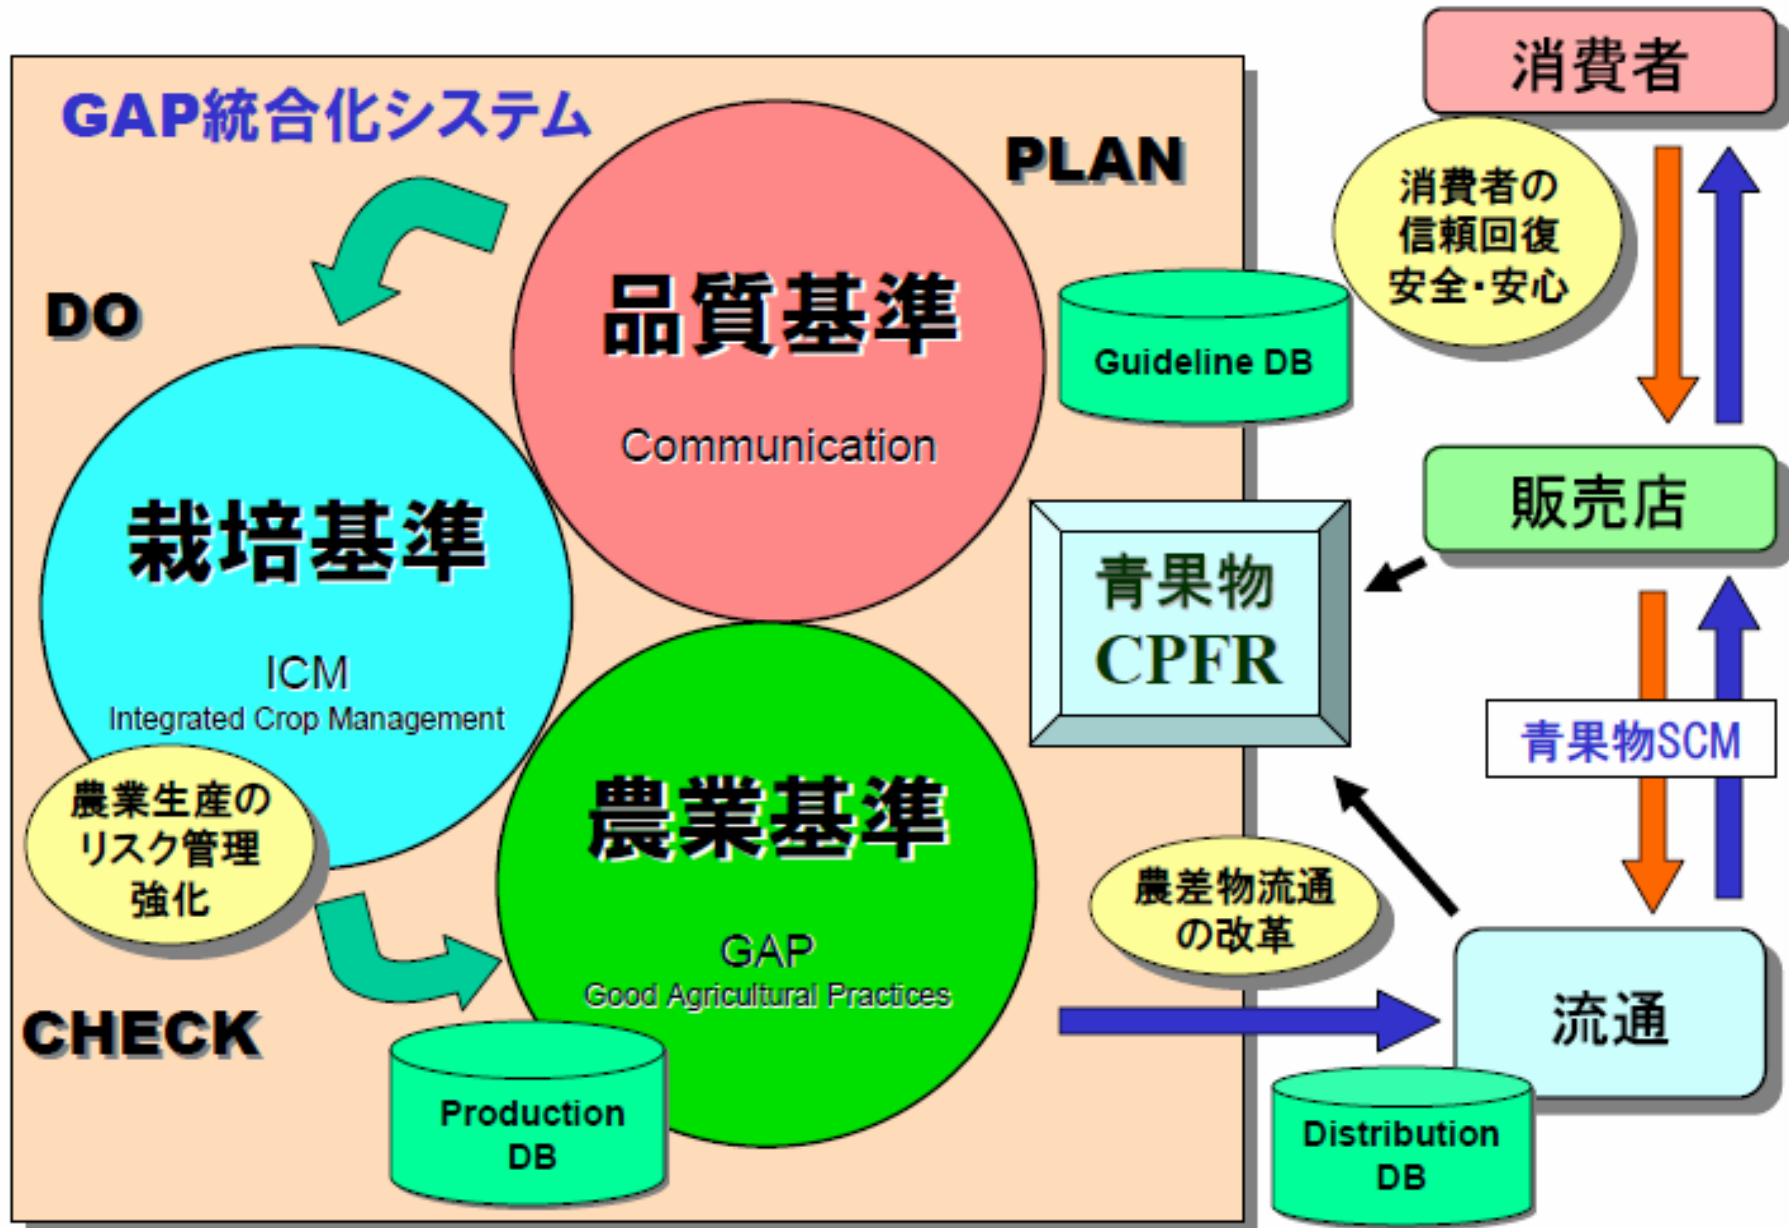 消費者
GAP統合化システム
PLAN
消費者の
信頼回復
安全・安心
DO
品質基準
Communication
Guideline DB
栽培基準
ICM
Integrated Crop Management
販売店
青果物
CPFR
青果物SCM
農業生産の
リスク管理
強化
農業基準
GAP
Good Agricultural Practices
農差物流通
の改革
CHECK
流通
Production
DB
Distribution
DB